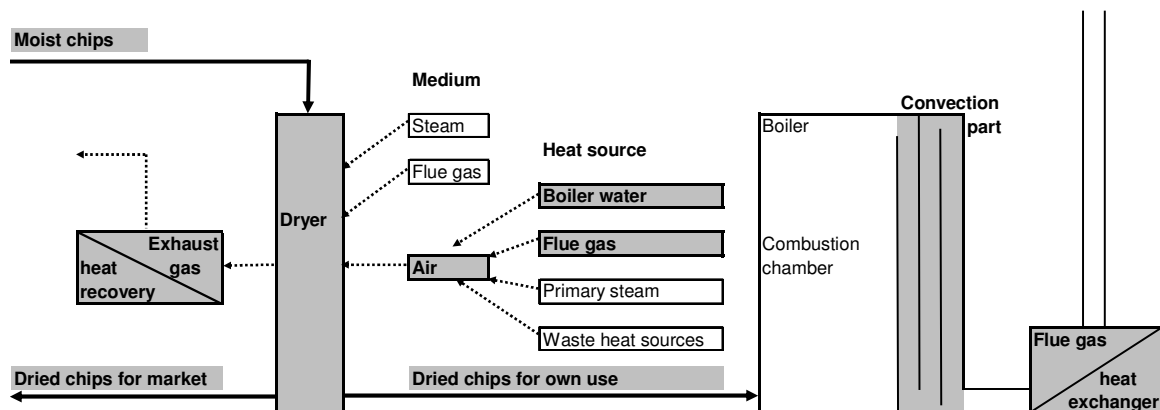 Moist chips
Medium
Steam
Flue gas
Heat source
Boiler water
Flue gas
Primary steam
Waste heat sources
Air
Dryer
Exhaust
gas
heat
recovery
Boiler
Convection
part
Combustion
chamber
Flue gas
heat
exchanger
Dried chips for market
Dried chips for own use